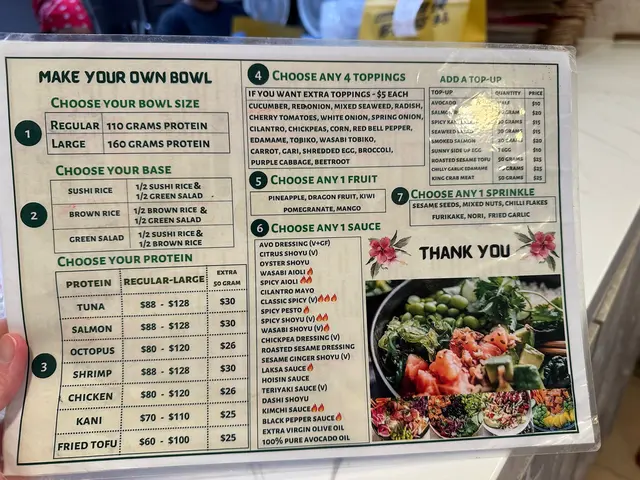 MAKE YOUR OWN BOWL
1
CHOOSE YOUR BOWL SIZE
REGULAR 110 GRAMS PROTEIN
LARGE 160 GRAMS PROTEIN
2
CHOOSE YOUR BASE
SUSHI RICE 1/2 SUSHI RICE & 1/2 GREEN SALAD
BROWN RICE 1/2 BROWN RICE & 1/2 GREEN SALAD
GREEN SALAD 1/2 SUSHI RICE & 1/2 BROWN RICE
3
CHOOSE YOUR PROTEIN
PROTEIN REGULAR-LARGE EXTRA 50 GRAM
TUNA $88 - $128 $30
SALMON $88 - $128 $30
OCTOPUS $80 - $120 $26
SHRIMP $88 - $128 $30
CHICKEN $80 - $120 $26
KANI $70 - $110 $25
FRIED TOFU $60 - $100 $25
4 CHOOSE ANY 4 TOPPINGS
IF YOU WANT EXTRA TOPPINGS - $5 EACH
CUCUMBER, RED ONION, MIXED SEAWEED, RADISH,
CHERRY TOMATOES, WHITE ONION, SPRING ONION,
CILANTRO, CHICKPEAS, CORN, RED BELL PEPPER,
EDAMAME, TOBIKO, WASABI TOBIKO,
CARROT, GARI, SHREDDED EGG, BROCCOLI,
PURPLE CABBAGE, BEETROOT
5 CHOOSE ANY 1 FRUIT
PINEAPPLE, DRAGON FRUIT, KIWI
POMEGRANATE, MANGO
6 CHOOSE ANY 1 SAUCE
AVO DRESSING (V+GF)
CITRUS SHOYU (V)
OYSTER SHOYU
WASABI AIOLI
SPICY AIOLI
CILANTRO MAYO
CLASSIC SPICY (V)
SPICY PESTO
SPICY SHOYU (V)
WASABI SHOYU (V)
CHICKPEA DRESSING (V)
ROASTED SESAME DRESSING
SESAME GINGER SHOYU (V)
LAKSA SAUCE
HOISIN SAUCE
TERIYAKI SAUCE (V)
DASHI SHOYU
KIMCHI SAUCE
BLACK PEPPER SAUCE
EXTRA VIRGIN OLIVE OIL
100% PURE AVOCADO OIL
ADD A TOP-UP
TOP-UP QUANTITY PRICE
AVOCADO HALF $10
SALMON $20
SPICY GRAMS $15
SEAWEED GRAMS $15
SMOKED SALMON GRAMS $20
SUNNY SIDE UP EGG 1 EGG $10
ROASTED SESAME TOFU 50 GRAMS $25
CHILLY GARLIC EDAMAME 50 GRAMS $15
KING CRAB MEAT 50 GRAMS $25
7 CHOOSE ANY 1 SPRINKLE
SESAME SEEDS, MIXED NUTS, CHILLI FLAKES
FURIKAKE, NORI, FRIED GARLIC
THANK YOU